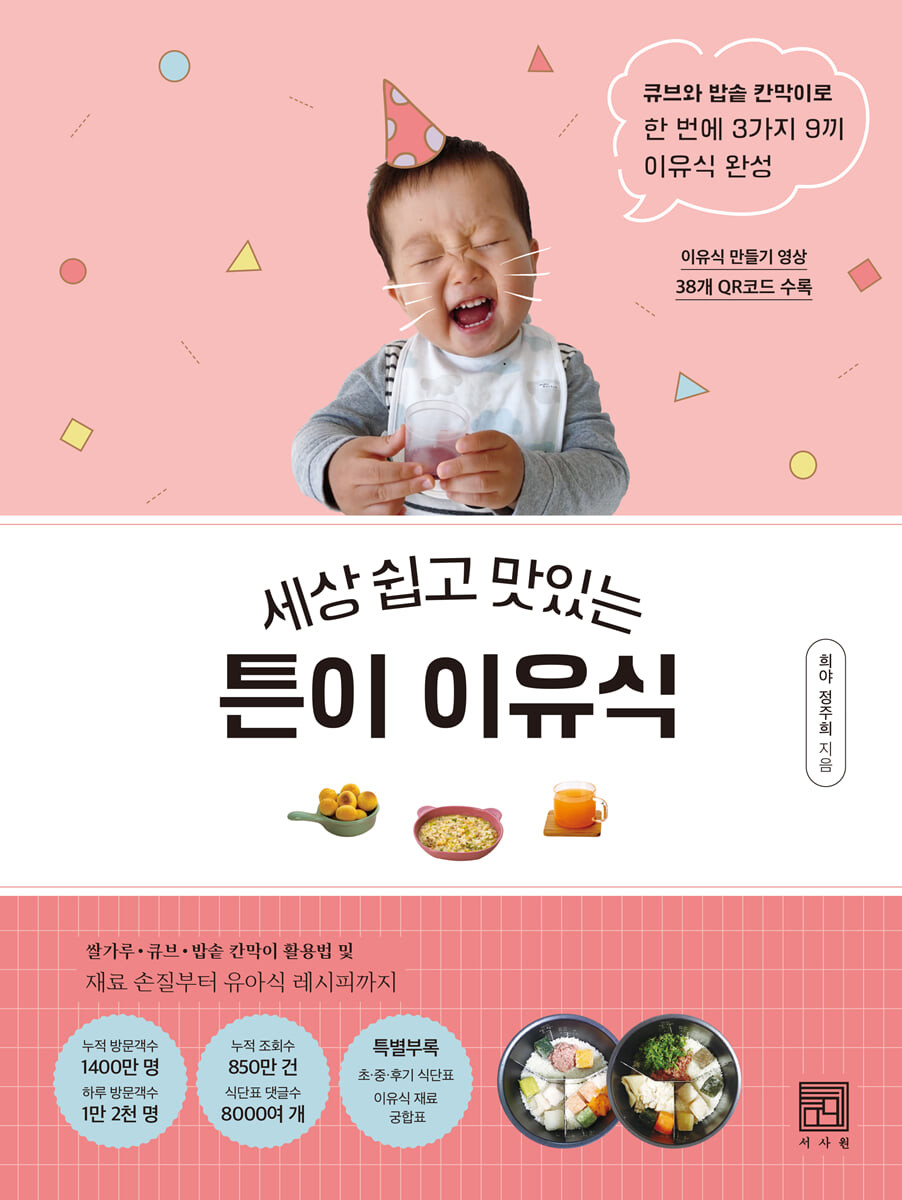 큐브와 밥솥 칸막이로
한 번에 3가지 9끼
이유식 완성
이유식 만들기 영상
38개 QR코드 수록
세상 쉽고 맛있는
튼이 이유식
희야 정주희 지음
쌀가루·큐브·밥솥 칸막이 활용법 및
재료 손질부터 유아식 레시피까지
누적 방문객수
1400만 명
하루 방문객수
1만 2천 명
누적 조회수
850만 건
식단표 댓글수
8000여 개
특별부록
초·중·후기 식단표
이유식 재료
궁합표
서사원